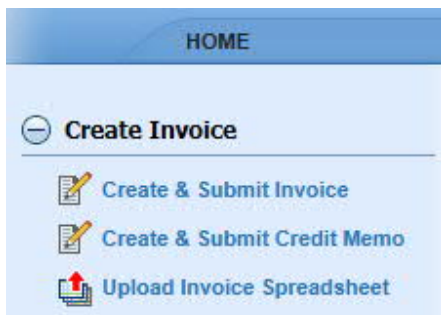 HOME
Create Invoice
Create & Submit Invoice
Create & Submit Credit Memo
Upload Invoice Spreadsheet